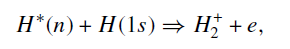 H*(n) + H(1s) ⇒ H₂⁺ + e,